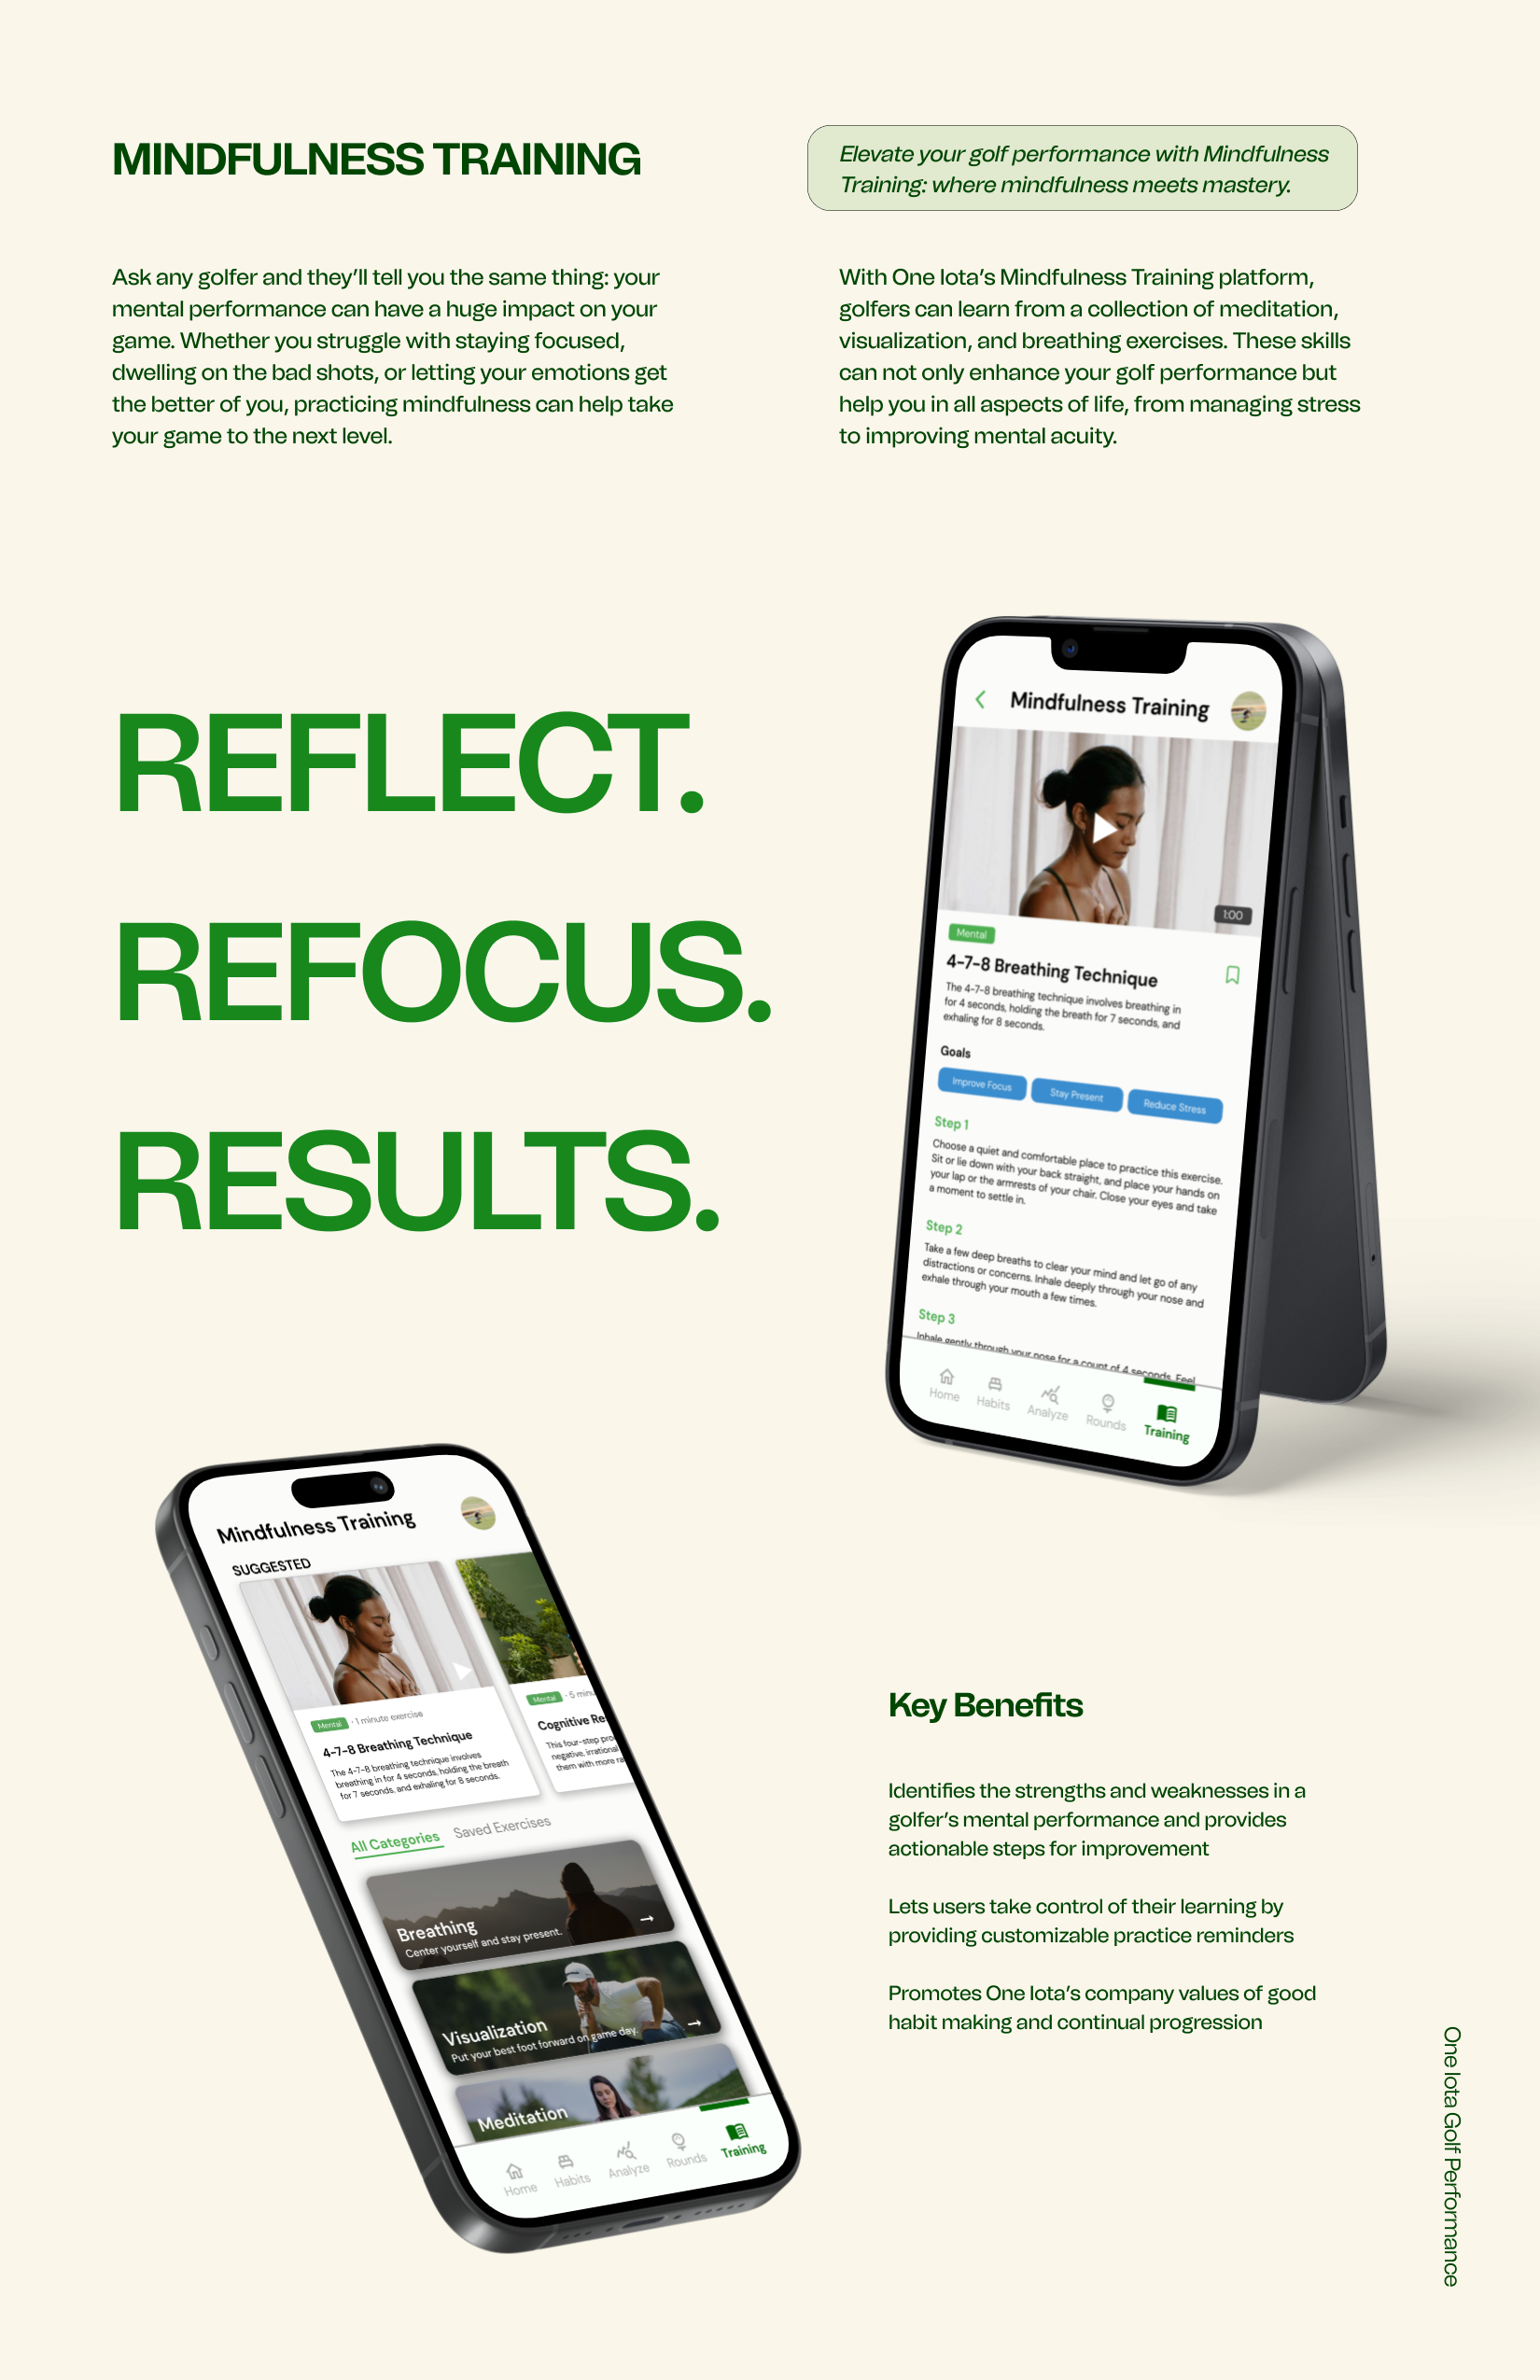 MINDFULNESS TRAINING
Elevate your golf performance with Mindfulness
Training: where mindfulness meets mastery.
Ask any golfer and they’ll tell you the same thing: your
mental performance can have a huge impact on your
game. Whether you struggle with staying focused,
dwelling on the bad shots, or letting your emotions get
the better of you, practicing mindfulness can help take
your game to the next level.
With One Iota’s Mindfulness Training platform,
golfers can learn from a collection of meditation,
visualization, and breathing exercises. These skills
can not only enhance your golf performance but
help you in all aspects of life, from managing stress
to improving mental acuity.
REFLECT.
REFOCUS.
RESULTS.
Mindfulness Training
1:00
Mental
4-7-8 Breathing Technique
The 4-7-8 breathing technique involves breathing in
for 4 seconds, holding the breath for 7 seconds, and
exhaling for 8 seconds.
Goals
Improve Focus
Stay Present
Reduce Stress
Step 1
Choose a quiet and comfortable place to practice this exercise.
Sit or lie down with your back straight, and place your hands on
your lap or the armrests of your chair. Close your eyes and take
a moment to settle in.
Step 2
Take a few deep breaths to clear your mind and let go of any
distractions or concerns. Inhale deeply through your nose and
exhale through your mouth a few times.
Step 3
Inhale gently through your nose for a count of 4 seconds. Feel
Home
Habits
Analyze
Rounds
Training
Mindfulness Training
SUGGESTED
Mental · 1 minute exercise
4-7-8 Breathing Technique
The 4-7-8 breathing technique involves
breathing in for 4 seconds, holding the breath
for 7 seconds, and exhaling for 8 seconds.
Mental · 5 minu
Cognitive Re
This four-step pro
negative, irrational
them with more ra
All Categories
Saved Exercises
Breathing
Center yourself and stay present.
Visualization
Put your best foot forward on game day.
Meditation
Home
Habits
Analyze
Rounds
Training
Key Benefits
Identifies the strengths and weaknesses in a
golfer’s mental performance and provides
actionable steps for improvement
Lets users take control of their learning by
providing customizable practice reminders
Promotes One Iota’s company values of good
habit making and continual progression
One Iota Golf Performance